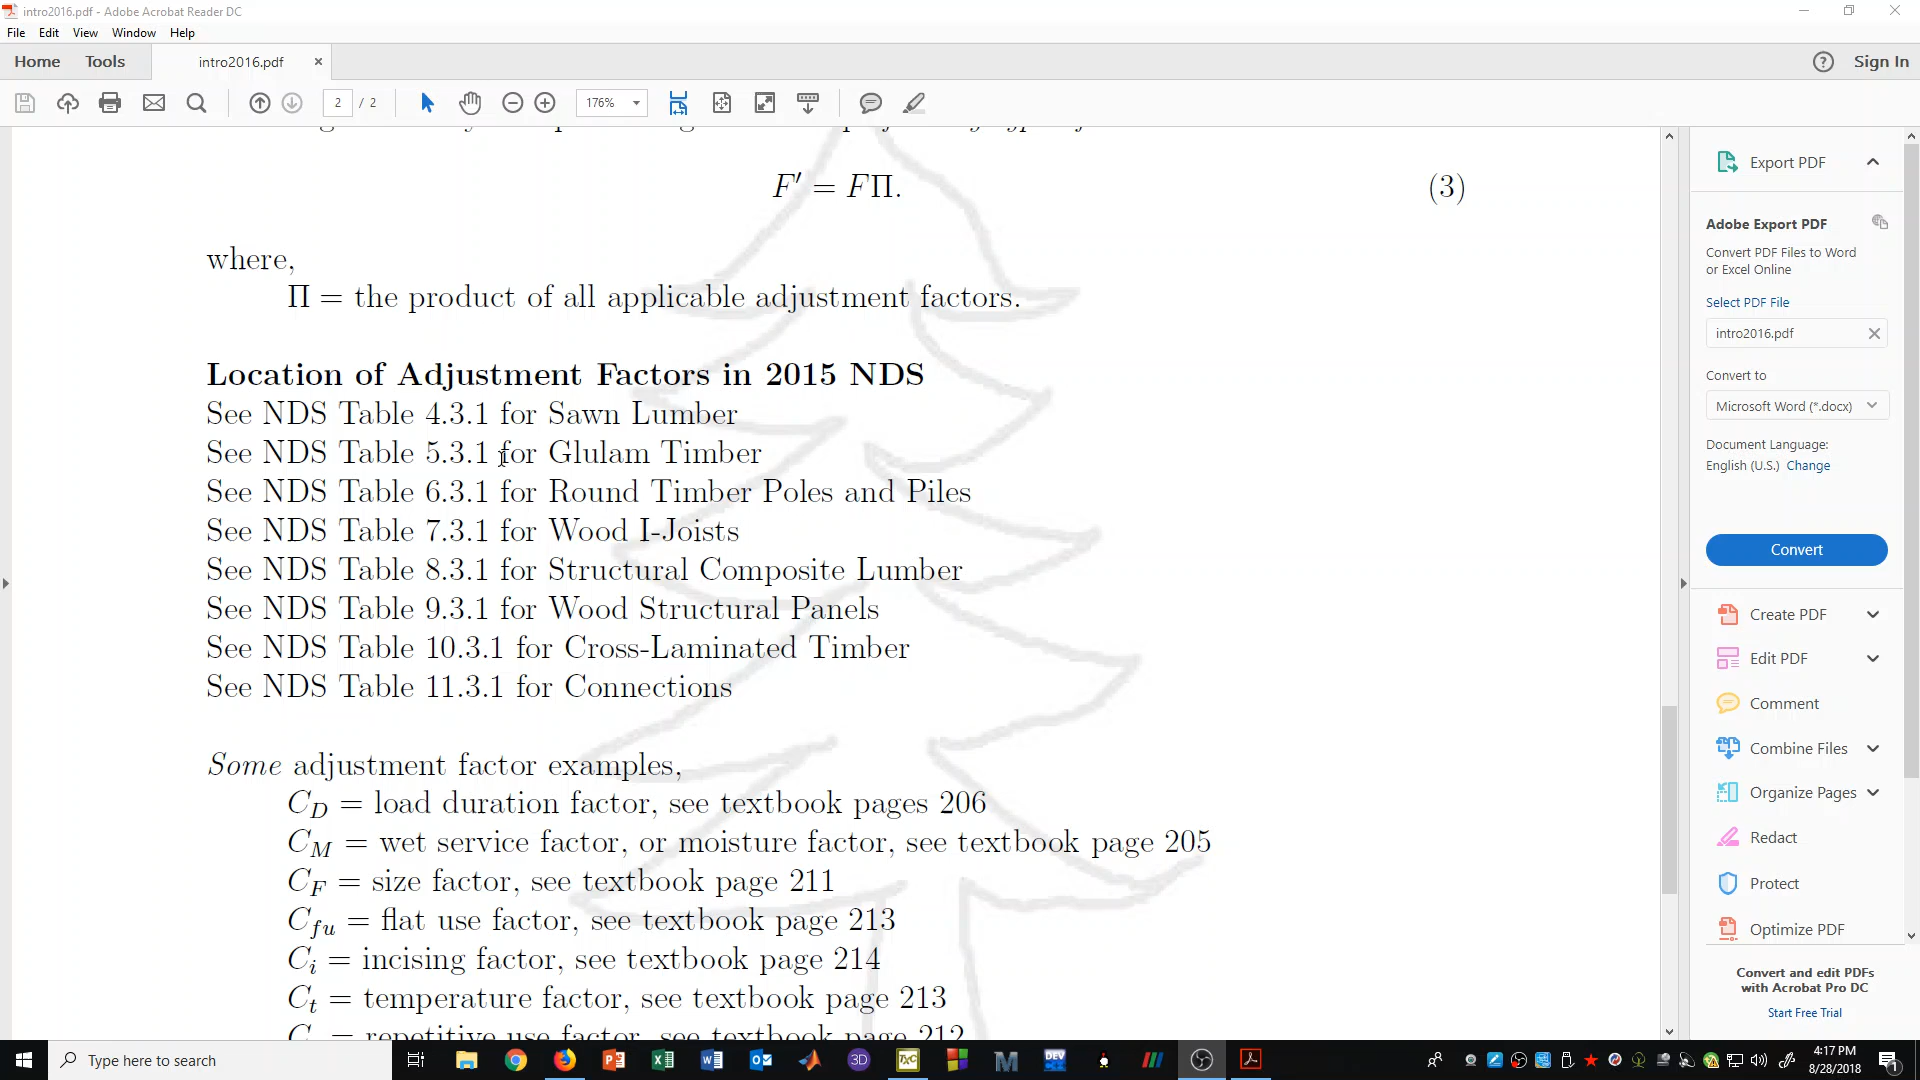 intro2016.pdf - Adobe Acrobat Reader DC
File Edit View Window Help
Home Tools intro2016.pdf × Sign In
2 / 2 176%
F′ = FΠ. (3)
where,
Π = the product of all applicable adjustment factors.
Location of Adjustment Factors in 2015 NDS
See NDS Table 4.3.1 for Sawn Lumber
See NDS Table 5.3.1 for Glulam Timber
See NDS Table 6.3.1 for Round Timber Poles and Piles
See NDS Table 7.3.1 for Wood I-Joists
See NDS Table 8.3.1 for Structural Composite Lumber
See NDS Table 9.3.1 for Wood Structural Panels
See NDS Table 10.3.1 for Cross-Laminated Timber
See NDS Table 11.3.1 for Connections
Some adjustment factor examples,
C_D = load duration factor, see textbook pages 206
C_M = wet service factor, or moisture factor, see textbook page 205
C_F = size factor, see textbook page 211
C_fu = flat use factor, see textbook page 213
C_i = incising factor, see textbook page 214
C_t = temperature factor, see textbook page 213
= repetitive use factor, see textbook page 212
Export PDF
Adobe Export PDF
Convert PDF Files to Word
or Excel Online
Select PDF File
intro2016.pdf
Convert to
Microsoft Word (*.docx)
Document Language:
English (U.S.) Change
Convert
Create PDF
Edit PDF
Comment
Combine Files
Organize Pages
Redact
Protect
Optimize PDF
Convert and edit PDFs
with Acrobat Pro DC
Start Free Trial
Type here to search
3D
TXC
DEV
4:17 PM
8/28/2018
1